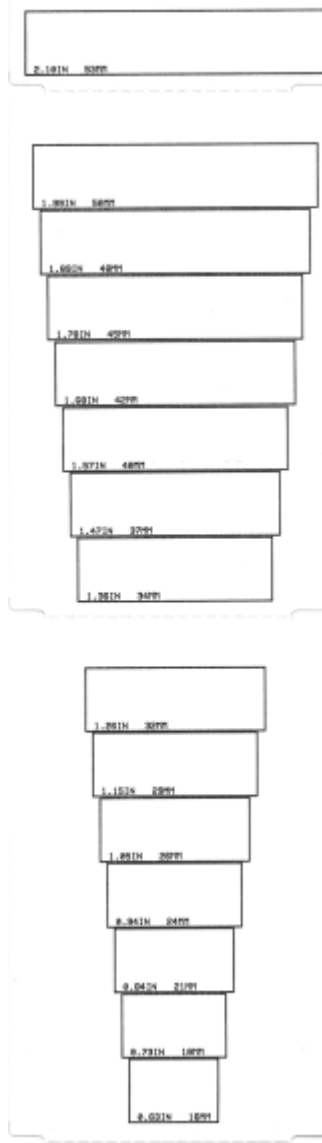 2.10IN 53MM
1.99IN 50MM
1.89IN 48MM
1.78IN 45MM
1.68IN 42MM
1.57IN 40MM
1.47IN 37MM
1.36IN 34MM
1.26IN 32MM
1.15IN 29MM
1.05IN 26MM
0.94IN 24MM
0.84IN 21MM
0.73IN 18MM
0.63IN 16MM